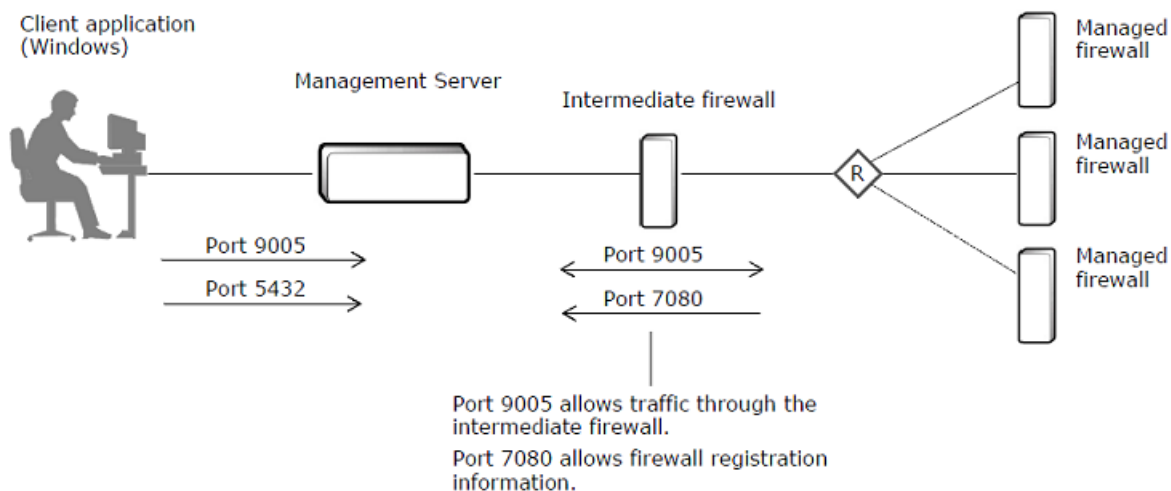 Client application
(Windows)
Management Server
Intermediate firewall
Managed
firewall
Managed
firewall
Managed
firewall
R
Port 9005
Port 5432
Port 9005
Port 7080
Port 9005 allows traffic through the
intermediate firewall.
Port 7080 allows firewall registration
information.